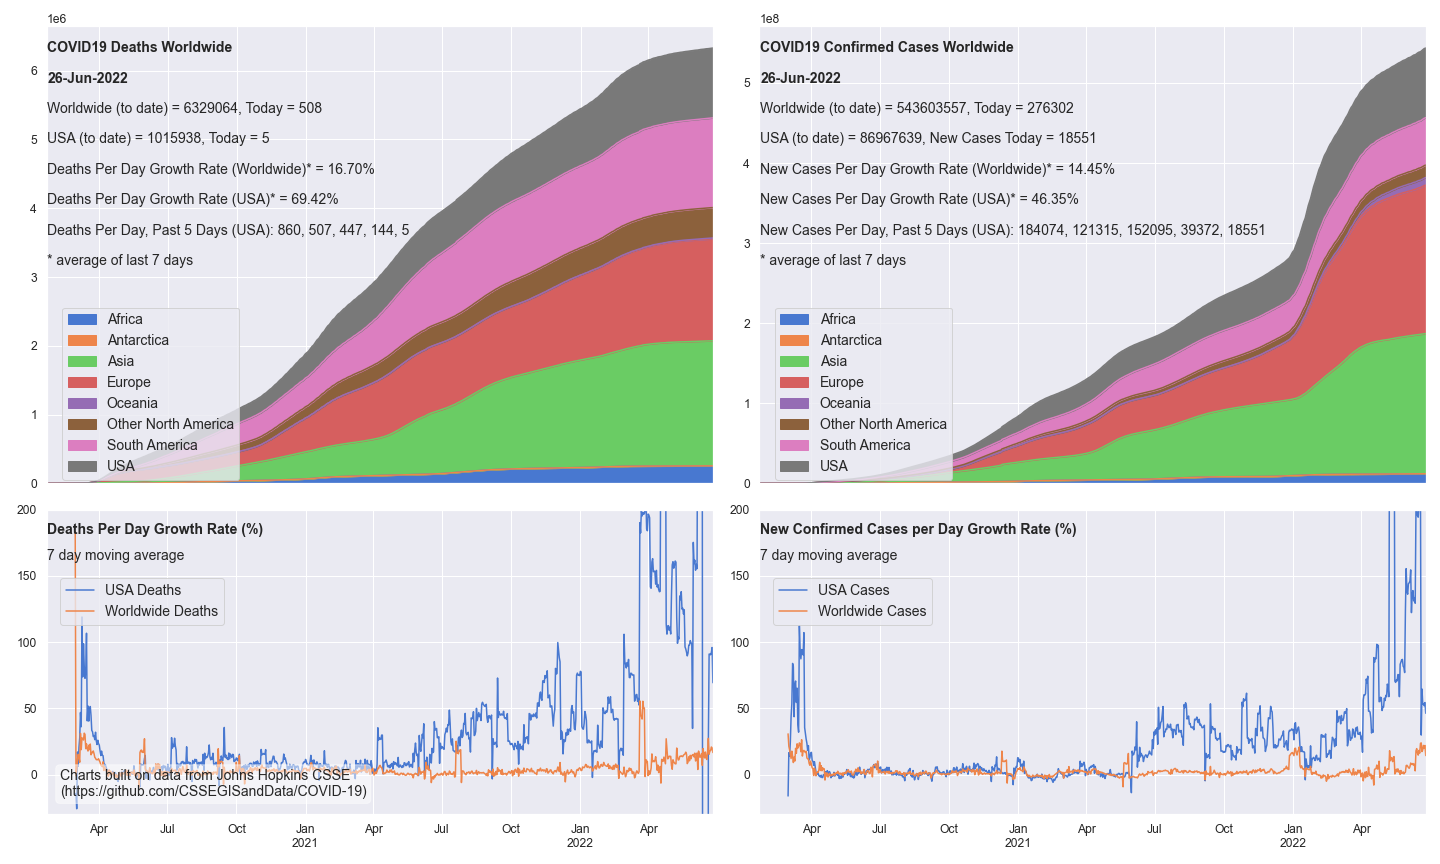 1e6
COVID19 Deaths Worldwide
26-Jun-2022
Worldwide (to date) = 6329064, Today = 508
USA (to date) = 1015938, Today = 5
Deaths Per Day Growth Rate (Worldwide)* = 16.70%
Deaths Per Day Growth Rate (USA)* = 69.42%
Deaths Per Day, Past 5 Days (USA): 860, 507, 447, 144, 5
* average of last 7 days
6
5
4
3
2
1
0
Africa
Antarctica
Asia
Europe
Oceania
Other North America
South America
USA
1e8
COVID19 Confirmed Cases Worldwide
26-Jun-2022
Worldwide (to date) = 543603557, Today = 276302
USA (to date) = 86967639, New Cases Today = 18551
New Cases Per Day Growth Rate (Worldwide)* = 14.45%
New Cases Per Day Growth Rate (USA)* = 46.35%
New Cases Per Day, Past 5 Days (USA): 184074, 121315, 152095, 39372, 18551
* average of last 7 days
5
4
3
2
1
0
Africa
Antarctica
Asia
Europe
Oceania
Other North America
South America
USA
Deaths Per Day Growth Rate (%)
7 day moving average
USA Deaths
Worldwide Deaths
200
150
100
50
0
Charts built on data from Johns Hopkins CSSE
(https://github.com/CSSEGISandData/COVID-19)
Apr Jul Oct Jan Apr Jul Oct Jan Apr
2021 2022
New Confirmed Cases per Day Growth Rate (%)
7 day moving average
USA Cases
Worldwide Cases
200
150
100
50
0
Apr Jul Oct Jan Apr Jul Oct Jan Apr
2021 2022